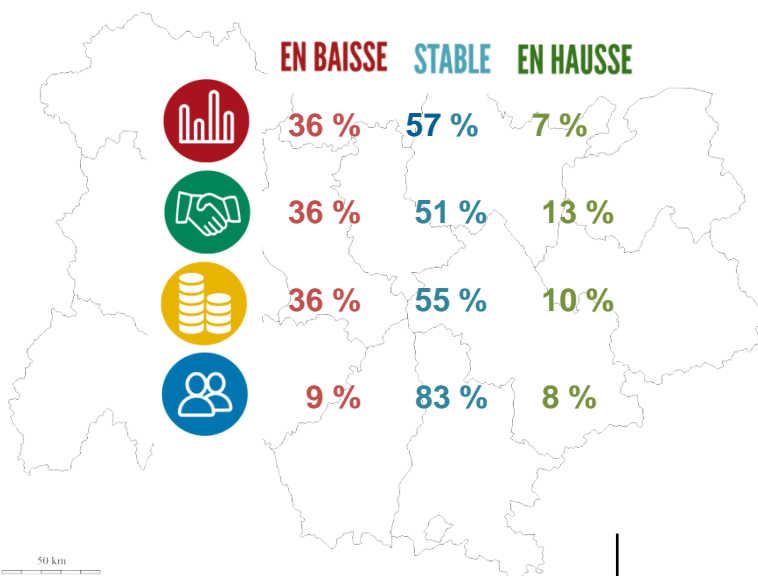 EN BAISSE STABLE EN HAUSSE
36 % 57 % 7 %
36 % 51 % 13 %
36 % 55 % 10 %
9 % 83 % 8 %
50 km